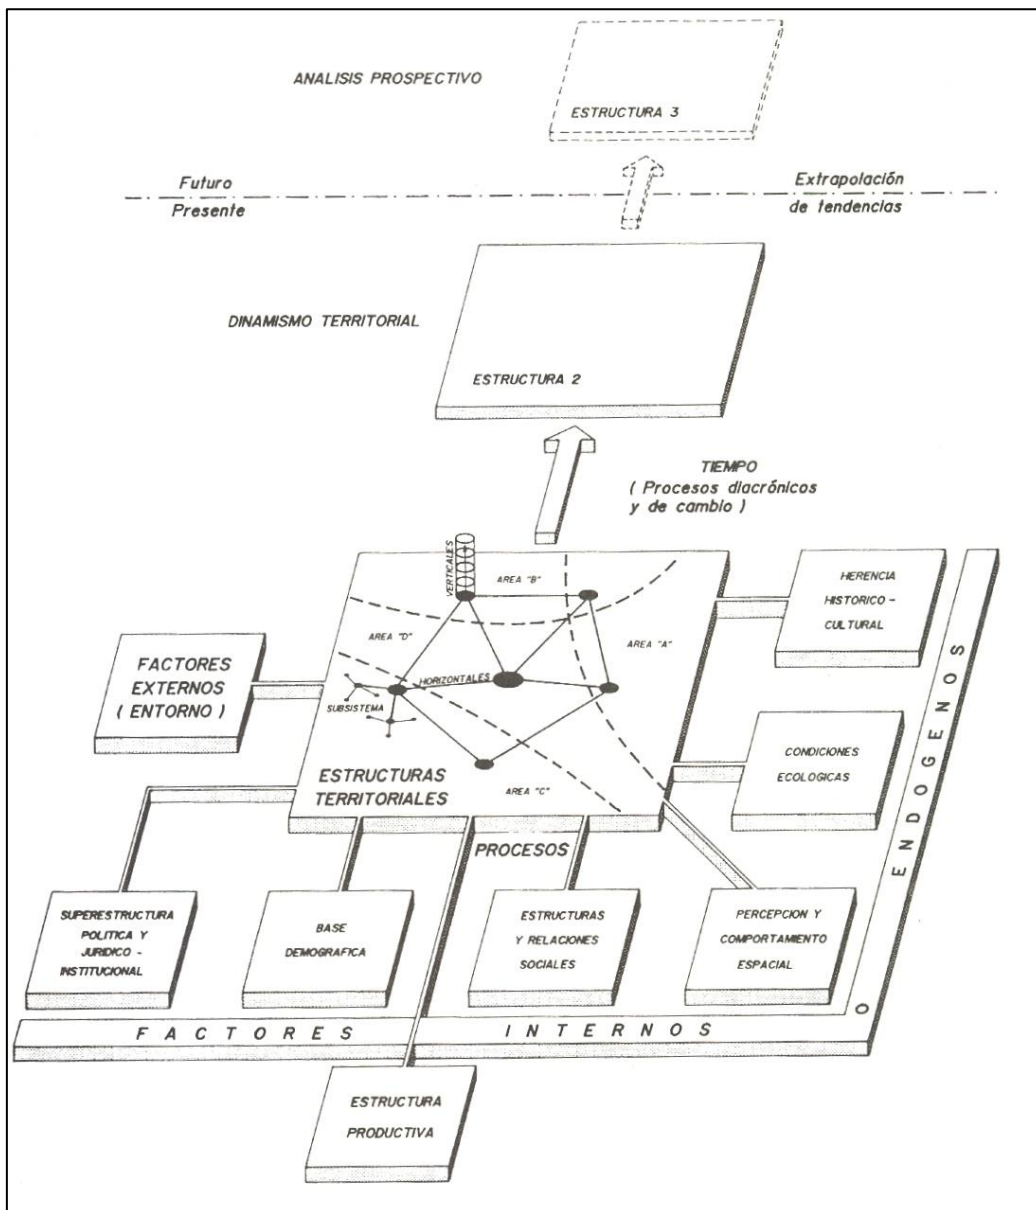 ANALISIS PROSPECTIVO
ESTRUCTURA 3
Futuro
Presente
Extrapolación
de tendencias
DINAMISMO TERRITORIAL
ESTRUCTURA 2
TIEMPO
( Procesos diacrónicos
y de cambio )
VERTICALES
AREA "B"
AREA "D"
AREA "A"
HORIZONTALES
SUBSISTEMA
AREA "C"
ESTRUCTURAS
TERRITORIALES
HERENCIA
HISTORICO -
CULTURAL
FACTORES
EXTERNOS
( ENTORNO )
CONDICIONES
ECOLOGICAS
PROCESOS
SUPERESTRUCTURA
POLITICA Y
JURIDICO -
INSTITUCIONAL
BASE
DEMOGRAFICA
ESTRUCTURAS
Y RELACIONES
SOCIALES
PERCEPCION Y
COMPORTAMIENTO
ESPACIAL
FACTORES INTERNOS
O ENDOGENOS
ESTRUCTURA
PRODUCTIVA